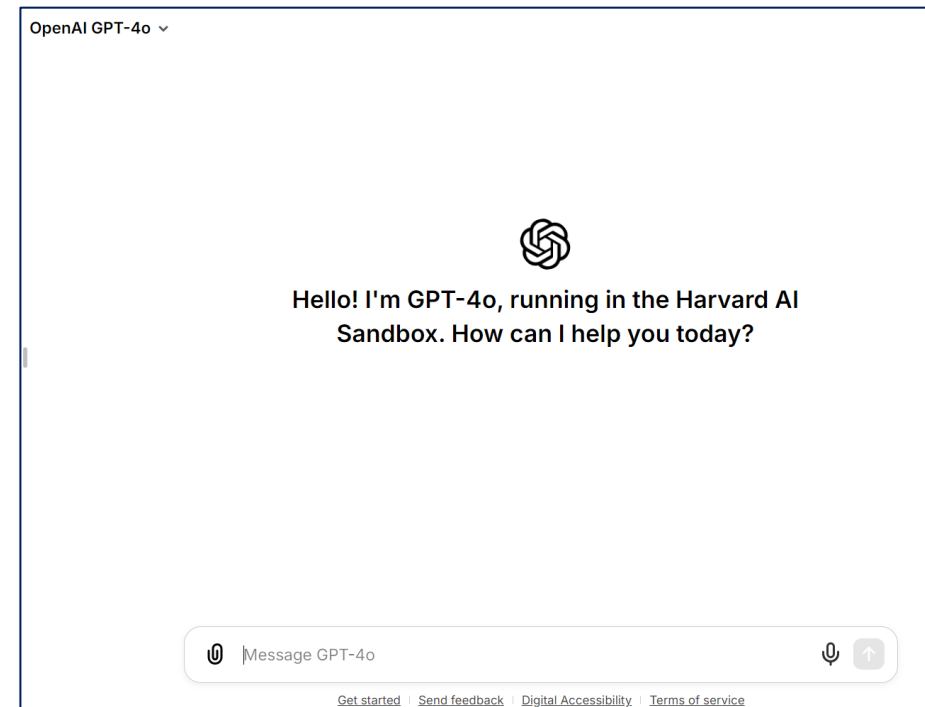 OpenAI GPT-4o
Hello! I'm GPT-4o, running in the Harvard AI
Sandbox. How can I help you today?
Message GPT-4o
Get started | Send feedback | Digital Accessibility | Terms of service